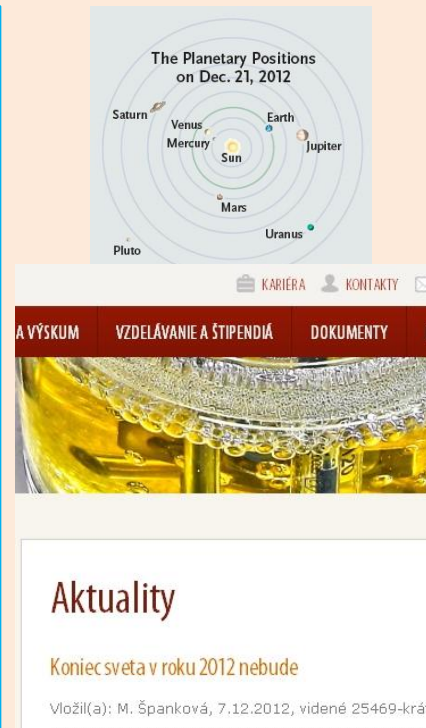 The Planetary Positions
on Dec. 21, 2012
Saturn
Venus
Earth
Mercury
Jupiter
Sun
Mars
Uranus
Pluto
KARIÉRA KONTAKTY
A VÝSKUM VZDELÁVANIE A ŠTIPENDIÁ DOKUMENTY
Aktuality
Koniec sveta v roku 2012 nebude
Vložil(a): M. Španková, 7.12.2012, videné 25469-krá